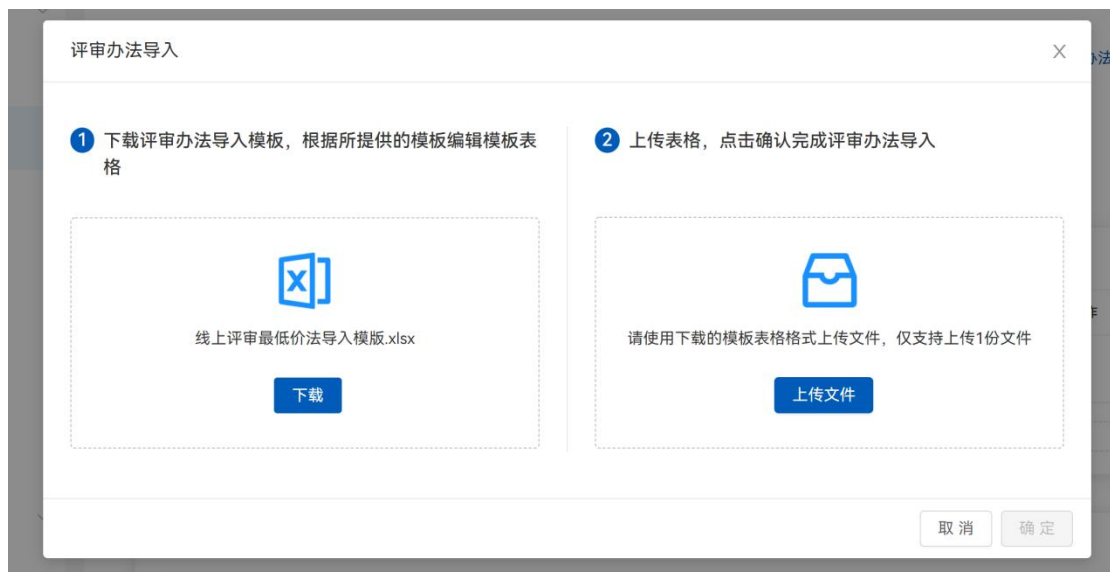 评审办法导入
X
办法
1 下载评审办法导入模板，根据所提供的模板编辑模板表
格
2 上传表格，点击确认完成评审办法导入
线上评审最低价法导入模版.xlsx
下载
请使用下载的模板表格格式上传文件，仅支持上传1份文件
上传文件
取 消
确 定